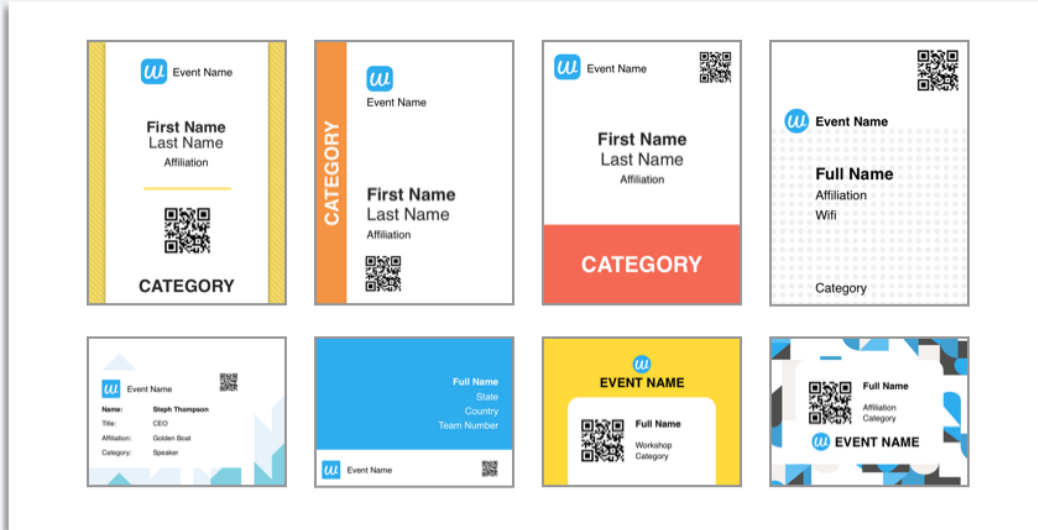 w Event Name
First Name
Last Name
Affiliation
CATEGORY
CATEGORY
w
Event Name
First Name
Last Name
Affiliation
w Event Name
First Name
Last Name
Affiliation
CATEGORY
w Event Name
Full Name
Affiliation
Wifi
Category
w Event Name
Name: Steph Thompson
Title: CEO
Affiliation: Golden Boat
Category: Speaker
Full Name
State
Country
Team Number
w Event Name
w
EVENT NAME
Full Name
Workshop
Category
Full Name
Affiliation
Category
w EVENT NAME